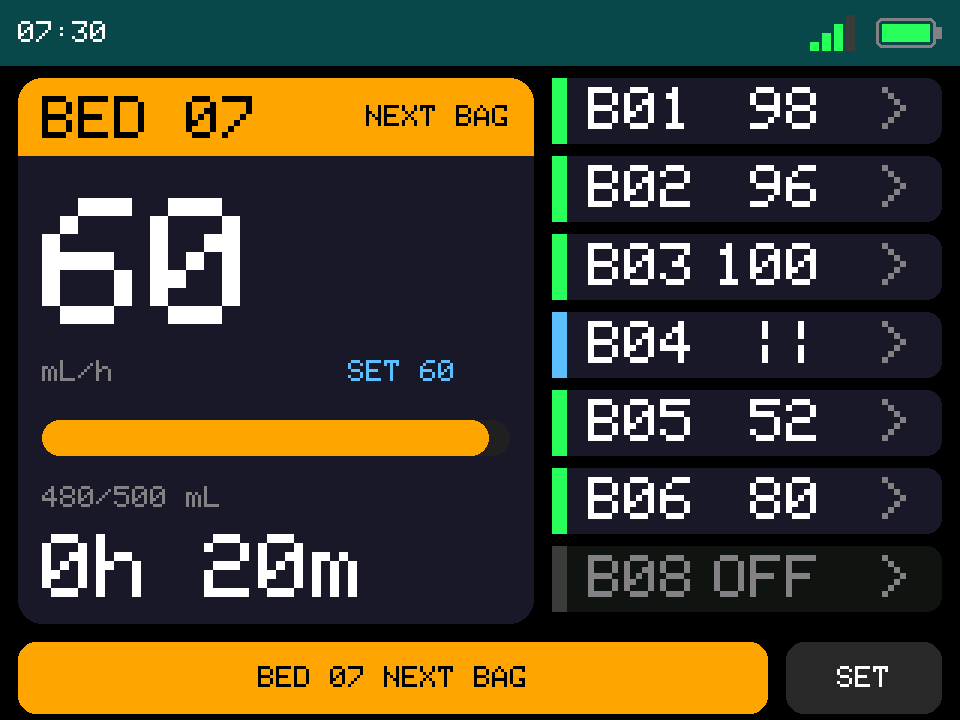 07:30
BED 07 NEXT BAG
60
mL/h SET 60
480/500 mL
0h 20m
B01 98 >
B02 96 >
B03 100 >
B04 || >
B05 52 >
B06 80 >
B08 OFF >
BED 07 NEXT BAG
SET